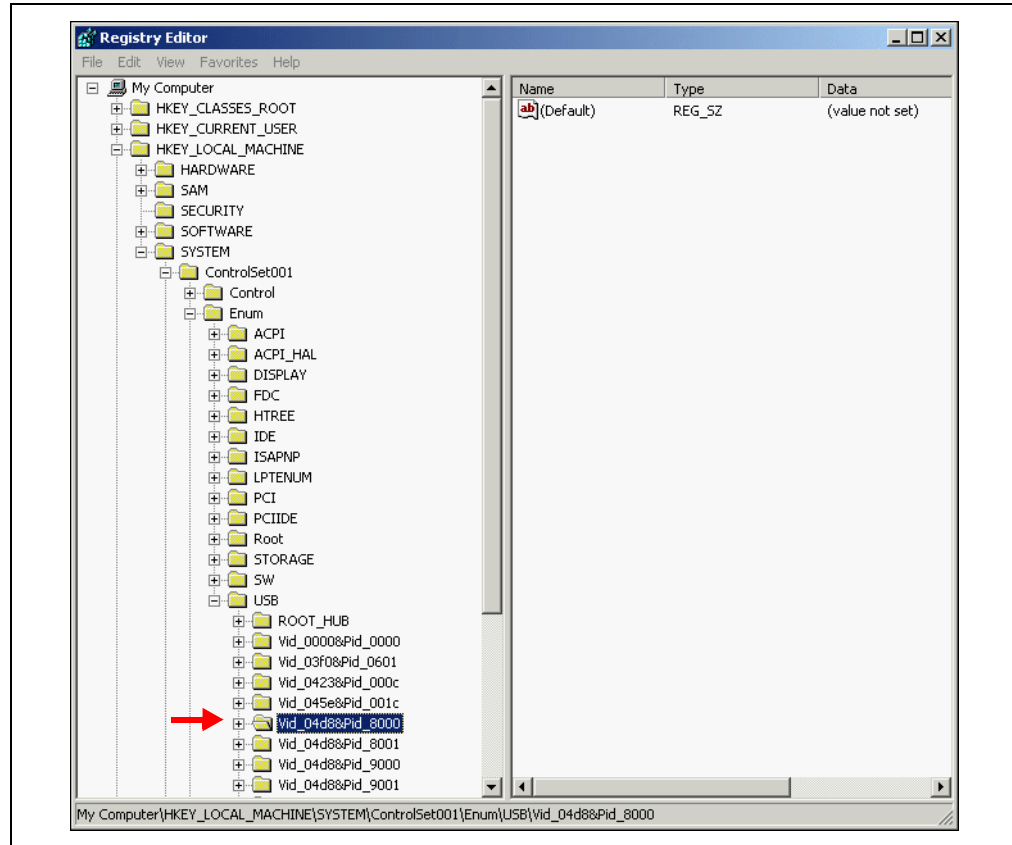 Registry Editor
File Edit View Favorites Help
My Computer
HKEY_CLASSES_ROOT
HKEY_CURRENT_USER
HKEY_LOCAL_MACHINE
HARDWARE
SAM
SECURITY
SOFTWARE
SYSTEM
ControlSet001
Control
Enum
ACPI
ACPI_HAL
DISPLAY
FDC
HTREE
IDE
ISAPNP
LPTENUM
PCI
PCIIDE
Root
STORAGE
SW
USB
ROOT_HUB
Vid_0000&Pid_0000
Vid_03f0&Pid_0601
Vid_0423&Pid_000c
Vid_045e&Pid_001c
Vid_04d8&Pid_8000
Vid_04d8&Pid_8001
Vid_04d8&Pid_9000
Vid_04d8&Pid_9001
Name Type Data
ab (Default) REG_SZ (value not set)
My Computer\HKEY_LOCAL_MACHINE\SYSTEM\ControlSet001\Enum\USB\Vid_04d8&Pid_8000